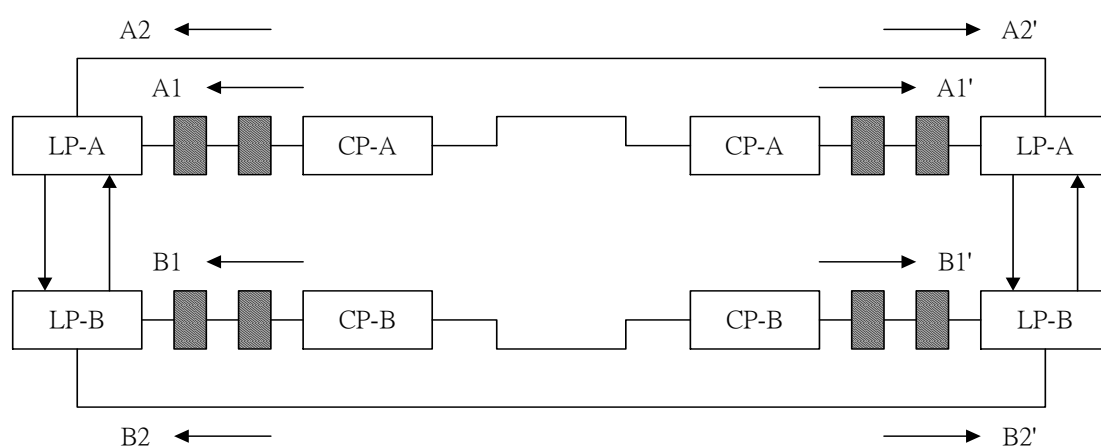 A2 A2'
A1 A1'
LP-A CP-A CP-A LP-A
B1 B1'
LP-B CP-B CP-B LP-B
B2 B2'